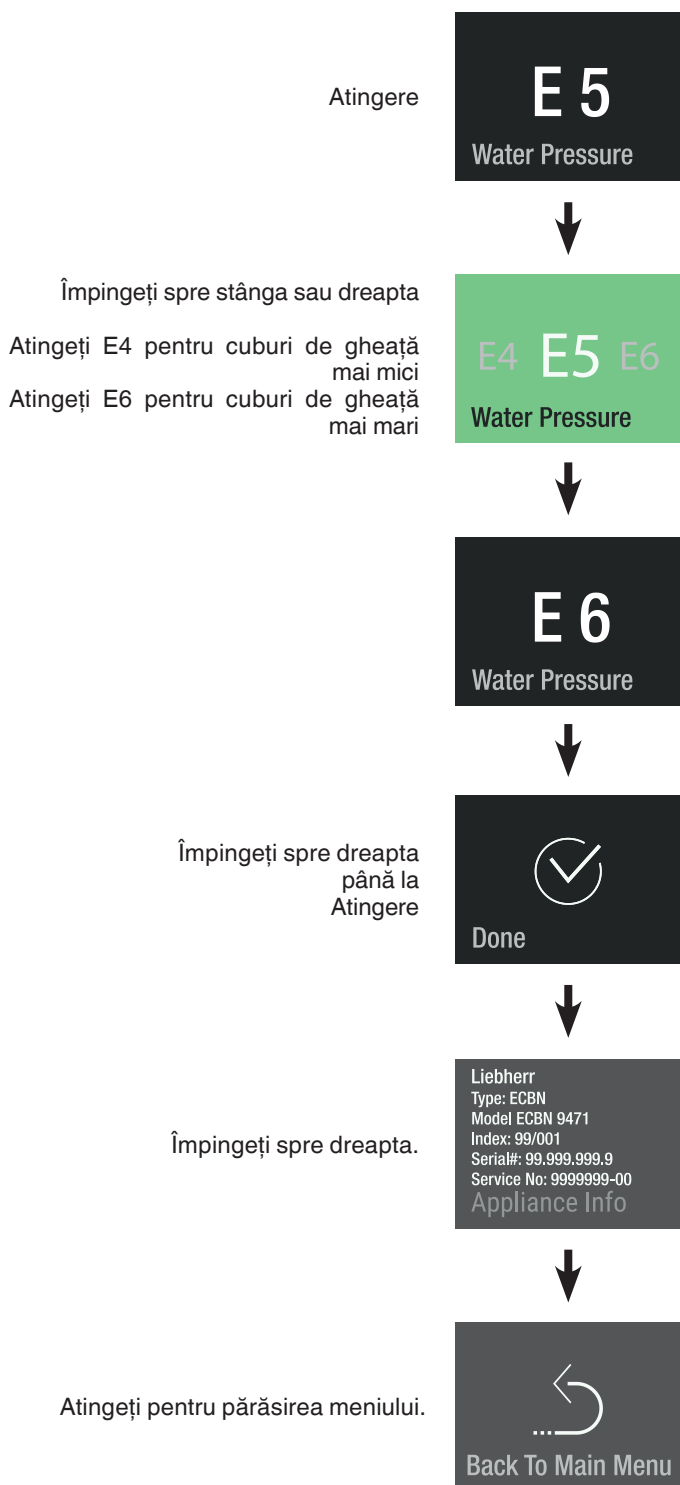 Atingere
E 5
Water Pressure
Împingeți spre stânga sau dreapta
Atingeți E4 pentru cuburi de gheață
mai mici
Atingeți E6 pentru cuburi de gheață
mai mari
E4 E5 E6
Water Pressure
E 6
Water Pressure
Împingeți spre dreapta
până la
Atingere
Done
Împingeți spre dreapta.
Liebherr
Type: ECBN
Model ECBN 9471
Index: 99/001
Serial#: 99.999.999.9
Service No: 9999999-00
Appliance Info
Atingeți pentru părăsirea meniului.
Back To Main Menu